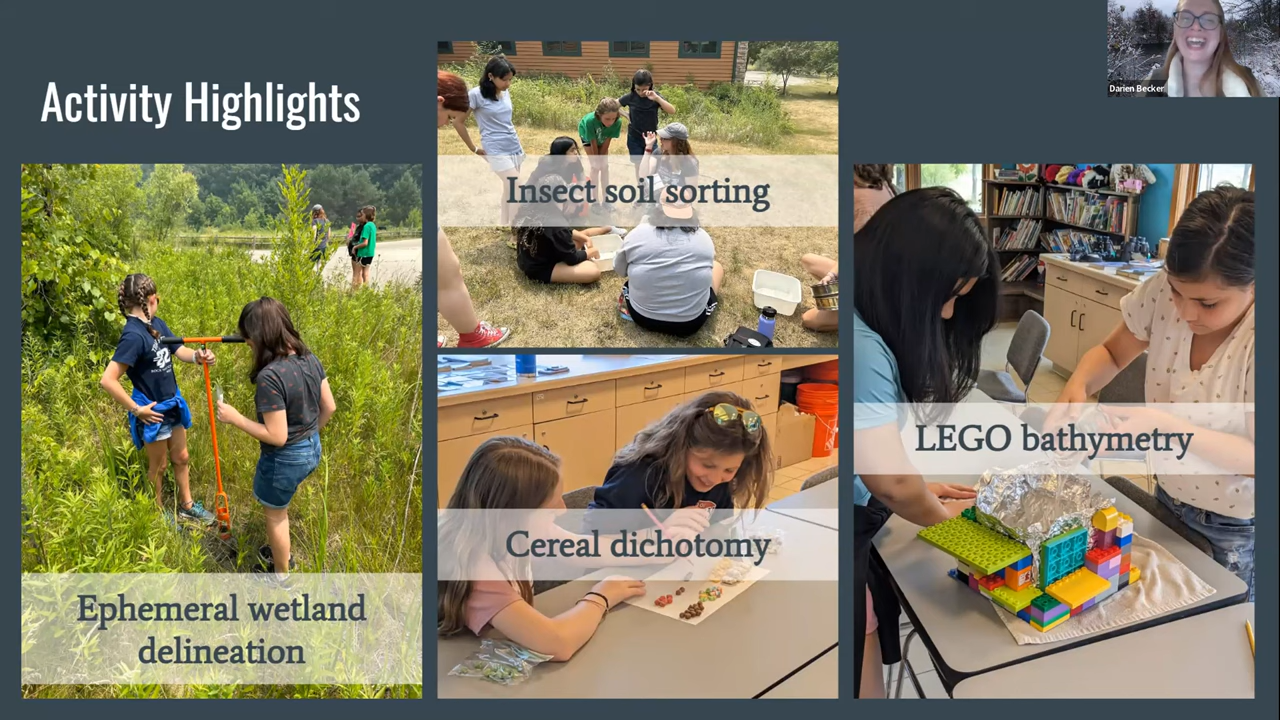 Activity Highlights
Darien Becker
Insect soil sorting
LEGO bathymetry
Cereal dichotomy
Ephemeral wetland
delineation